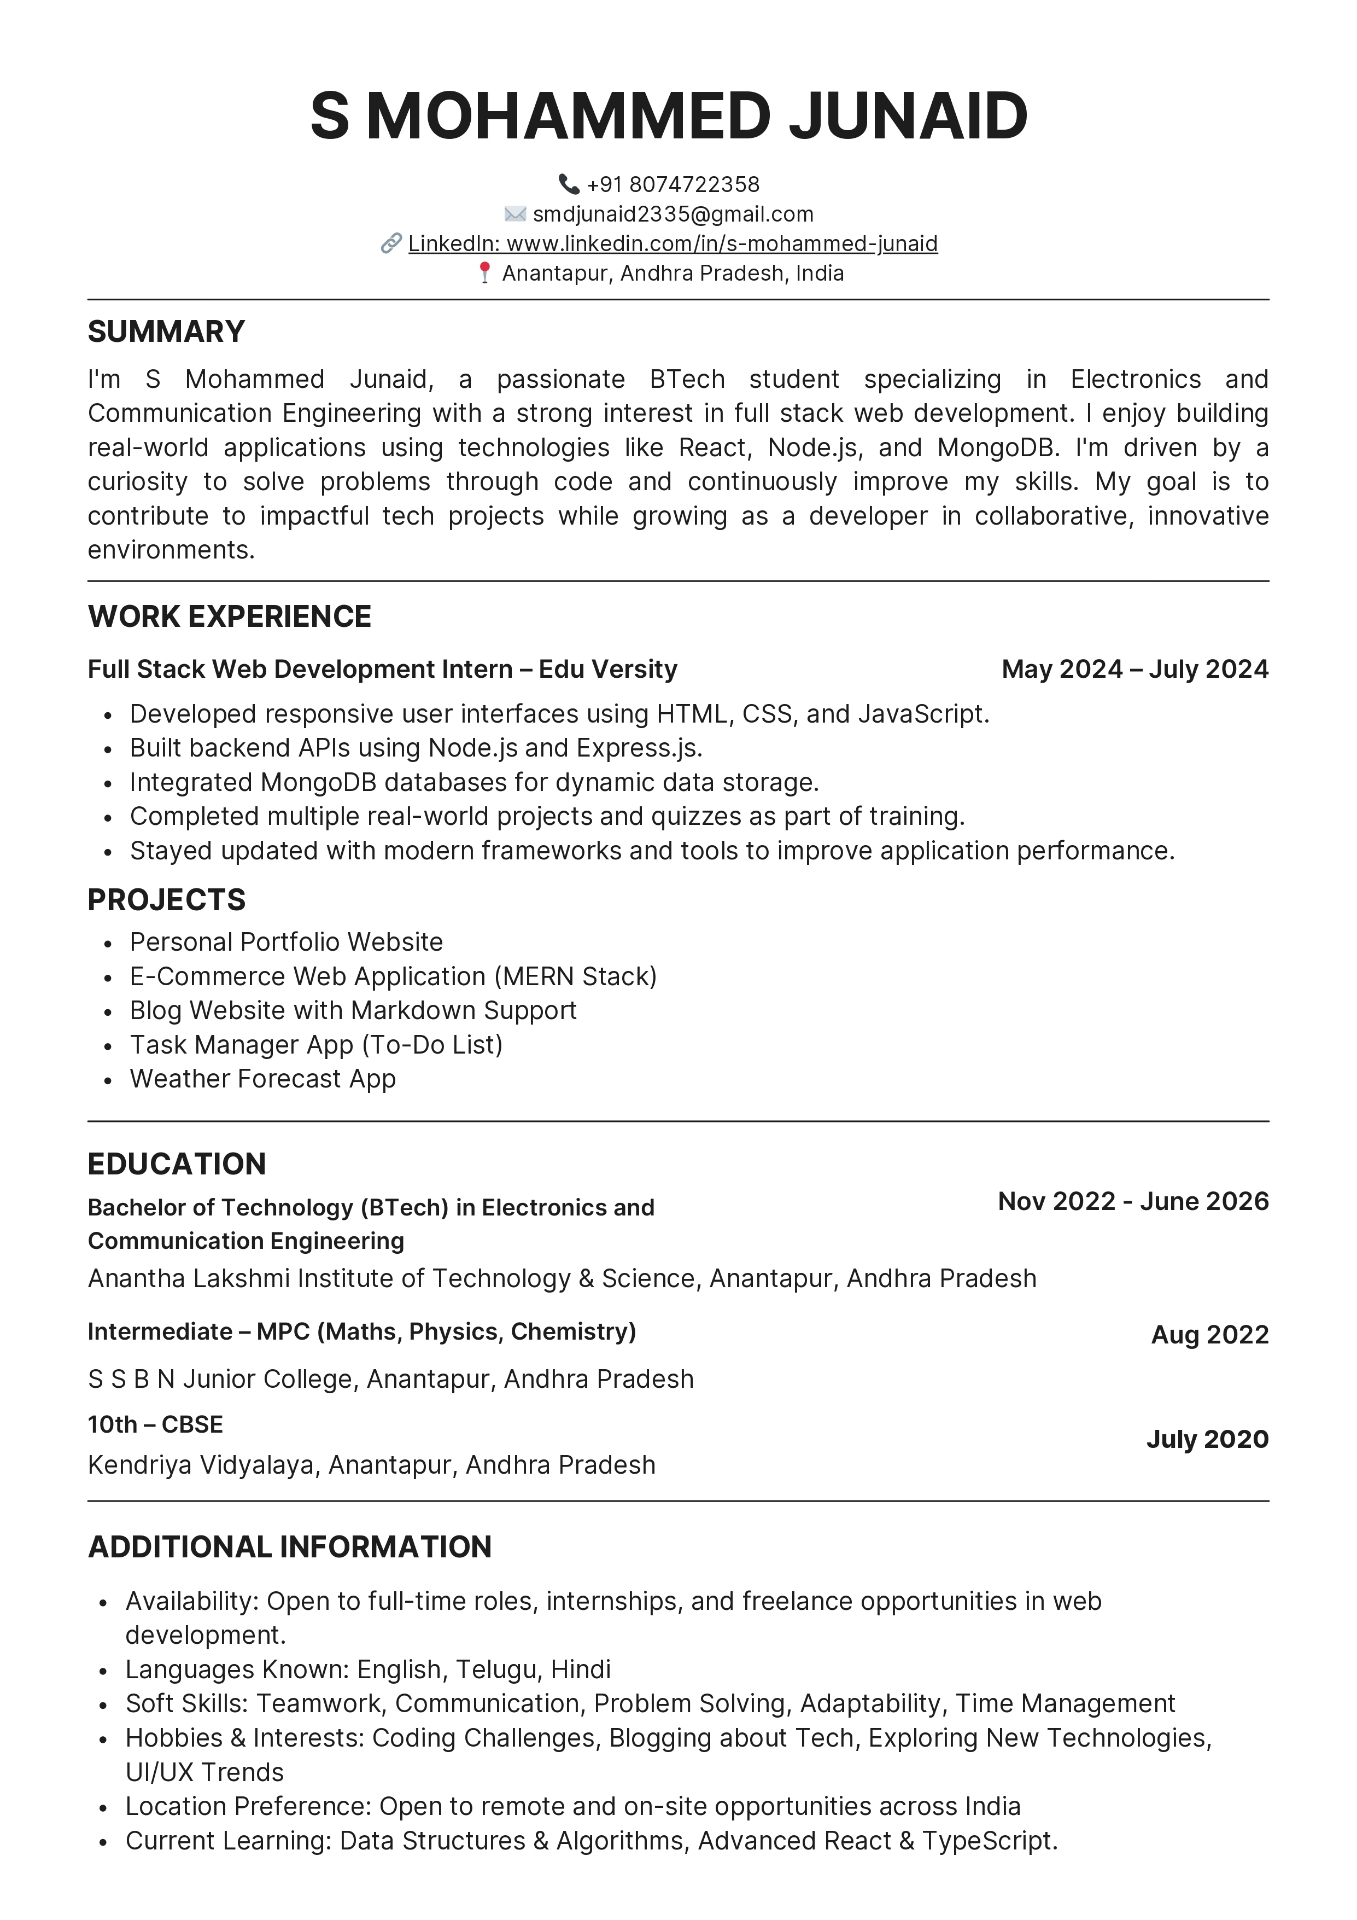 S MOHAMMED JUNAID
📞 +91 8074722358
✉️ smdjunaid2335@gmail.com
🔗 LinkedIn: www.linkedin.com/in/s-mohammed-junaid
📍 Anantapur, Andhra Pradesh, India
SUMMARY
I'm S Mohammed Junaid, a passionate BTech student specializing in Electronics and
Communication Engineering with a strong interest in full stack web development. I enjoy building
real-world applications using technologies like React, Node.js, and MongoDB. I'm driven by a
curiosity to solve problems through code and continuously improve my skills. My goal is to
contribute to impactful tech projects while growing as a developer in collaborative, innovative
environments.
WORK EXPERIENCE
Full Stack Web Development Intern – Edu Versity May 2024 – July 2024
• Developed responsive user interfaces using HTML, CSS, and JavaScript.
• Built backend APIs using Node.js and Express.js.
• Integrated MongoDB databases for dynamic data storage.
• Completed multiple real-world projects and quizzes as part of training.
• Stayed updated with modern frameworks and tools to improve application performance.
PROJECTS
• Personal Portfolio Website
• E-Commerce Web Application (MERN Stack)
• Blog Website with Markdown Support
• Task Manager App (To-Do List)
• Weather Forecast App
EDUCATION
Bachelor of Technology (BTech) in Electronics and Nov 2022 - June 2026
Communication Engineering
Anantha Lakshmi Institute of Technology & Science, Anantapur, Andhra Pradesh
Intermediate – MPC (Maths, Physics, Chemistry) Aug 2022
S S B N Junior College, Anantapur, Andhra Pradesh
10th – CBSE
July 2020
Kendriya Vidyalaya, Anantapur, Andhra Pradesh
ADDITIONAL INFORMATION
• Availability: Open to full-time roles, internships, and freelance opportunities in web
development.
• Languages Known: English, Telugu, Hindi
• Soft Skills: Teamwork, Communication, Problem Solving, Adaptability, Time Management
• Hobbies & Interests: Coding Challenges, Blogging about Tech, Exploring New Technologies,
UI/UX Trends
• Location Preference: Open to remote and on-site opportunities across India
• Current Learning: Data Structures & Algorithms, Advanced React & TypeScript.